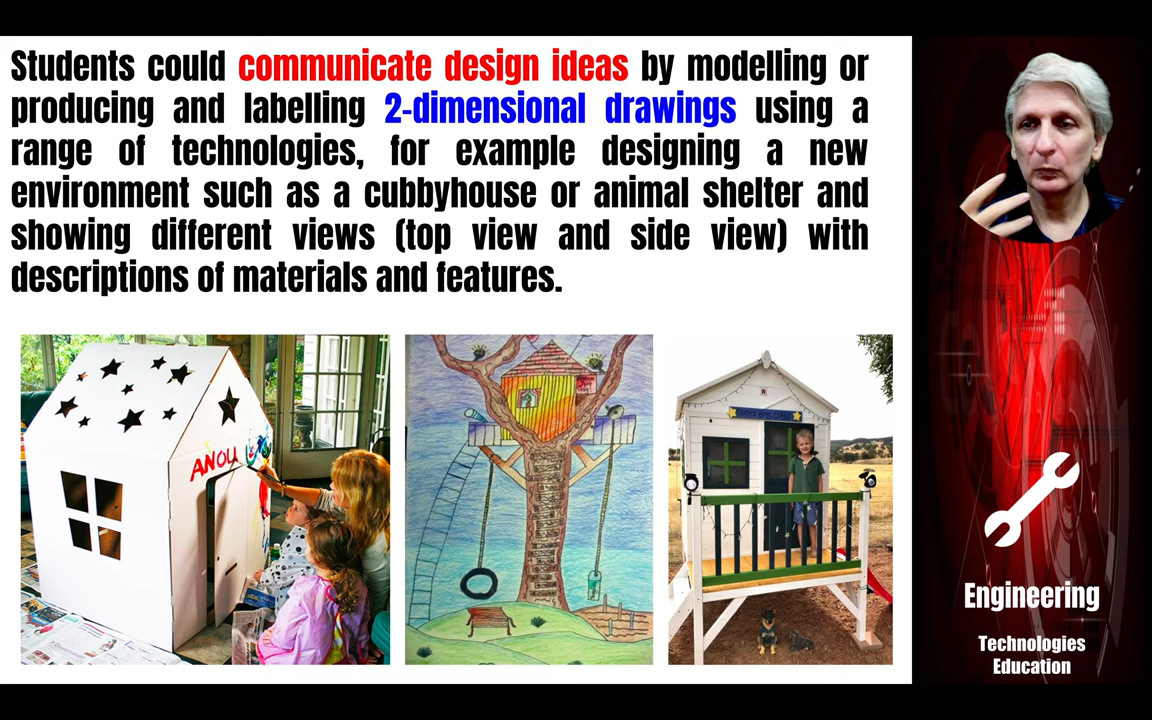 Students could communicate design ideas by modelling or
producing and labelling 2-dimensional drawings using a
range of technologies, for example designing a new
environment such as a cubbyhouse or animal shelter and
showing different views (top view and side view) with
descriptions of materials and features.
ANOU
Engineering
Technologies
Education